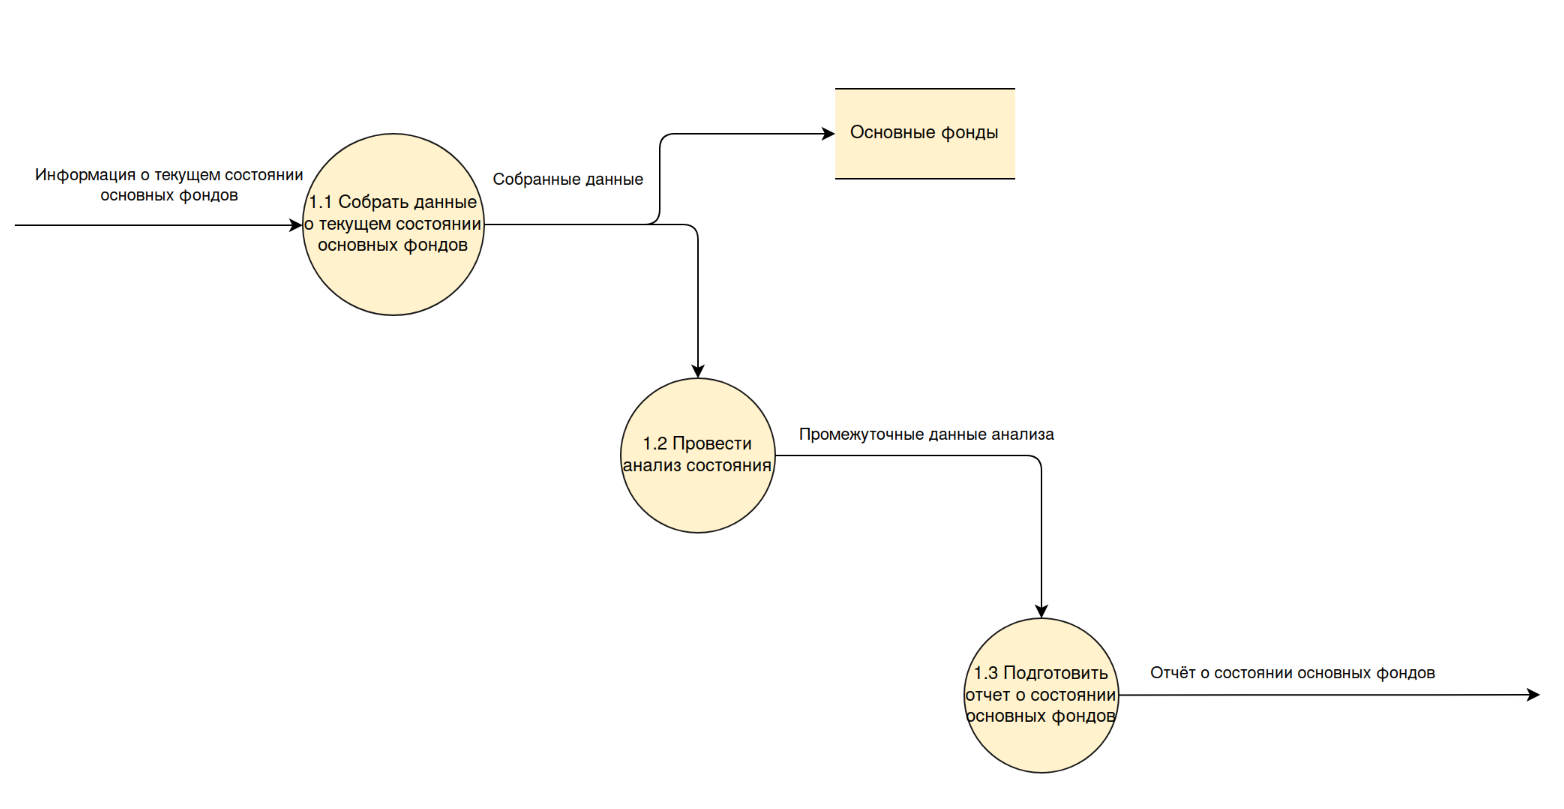 Основные фонды
Информация о текущем состоянии
основных фондов
Собранные данные
1.1 Собрать данные
о текущем состоянии
основных фондов
Промежуточные данные анализа
1.2 Провести
анализ состояния
Отчёт о состоянии основных фондов
1.3 Подготовить
отчет о состоянии
основных фондов